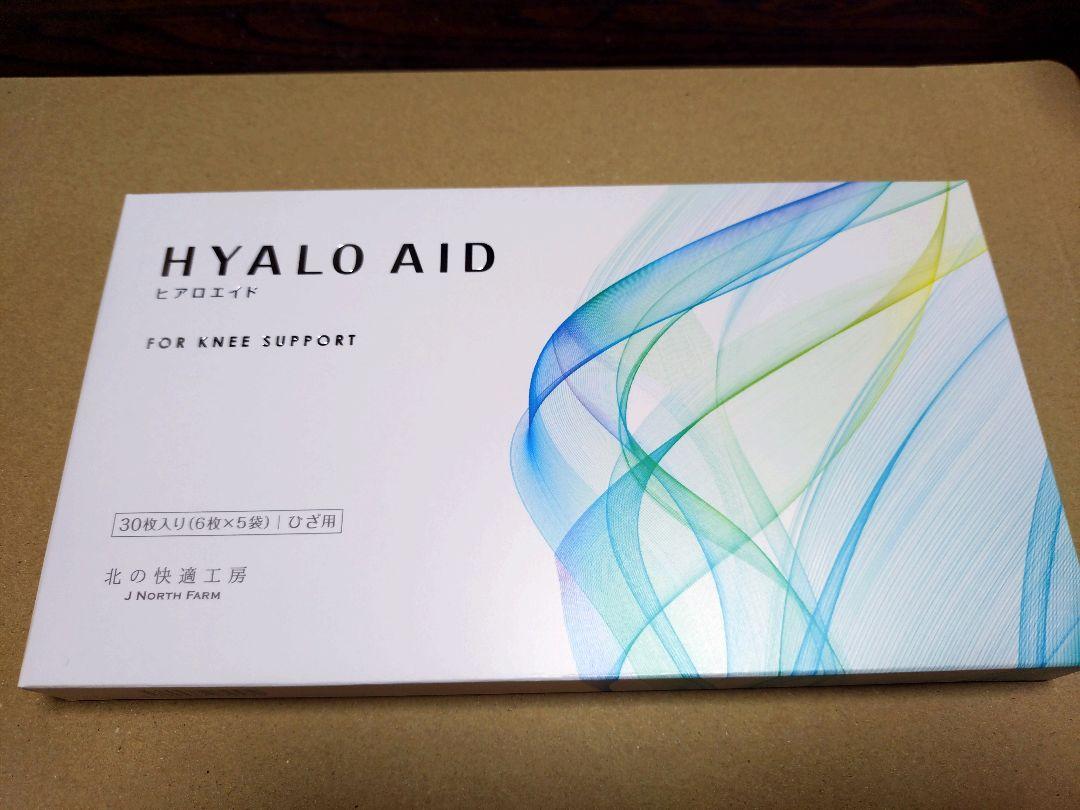 HYALO AID
ヒアロエイド
FOR KNEE SUPPORT
30枚入り(6枚×5袋)|ひざ用
北の快適工房
J NORTH FARM